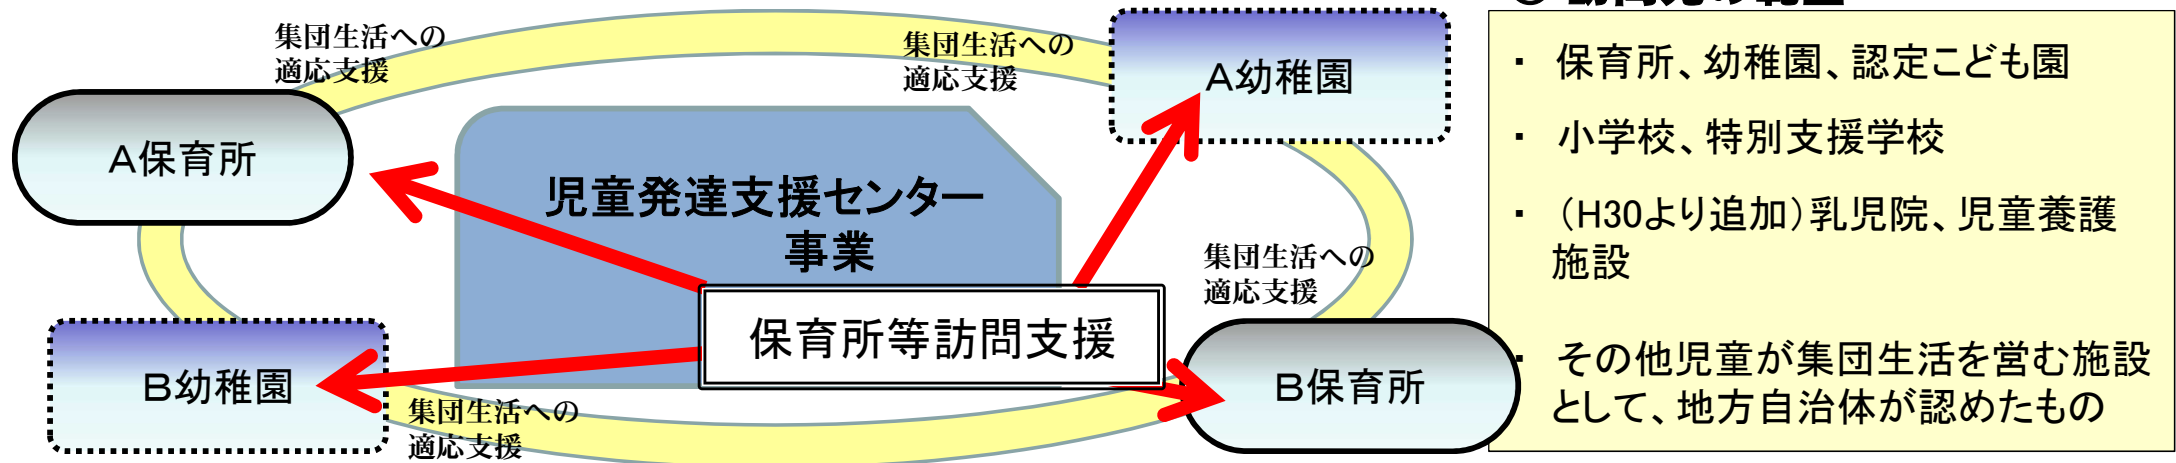 集団生活への
適応支援
集団生活への
適応支援
A幼稚園
A保育所
児童発達支援センター
事業
集団生活への
適応支援
保育所等訪問支援
B幼稚園
B保育所
集団生活への
適応支援
・ 保育所、幼稚園、認定こども園
・ 小学校、特別支援学校
・ (H30より追加)乳児院、児童養護
施設
・ その他児童が集団生活を営む施設
として、地方自治体が認めたもの